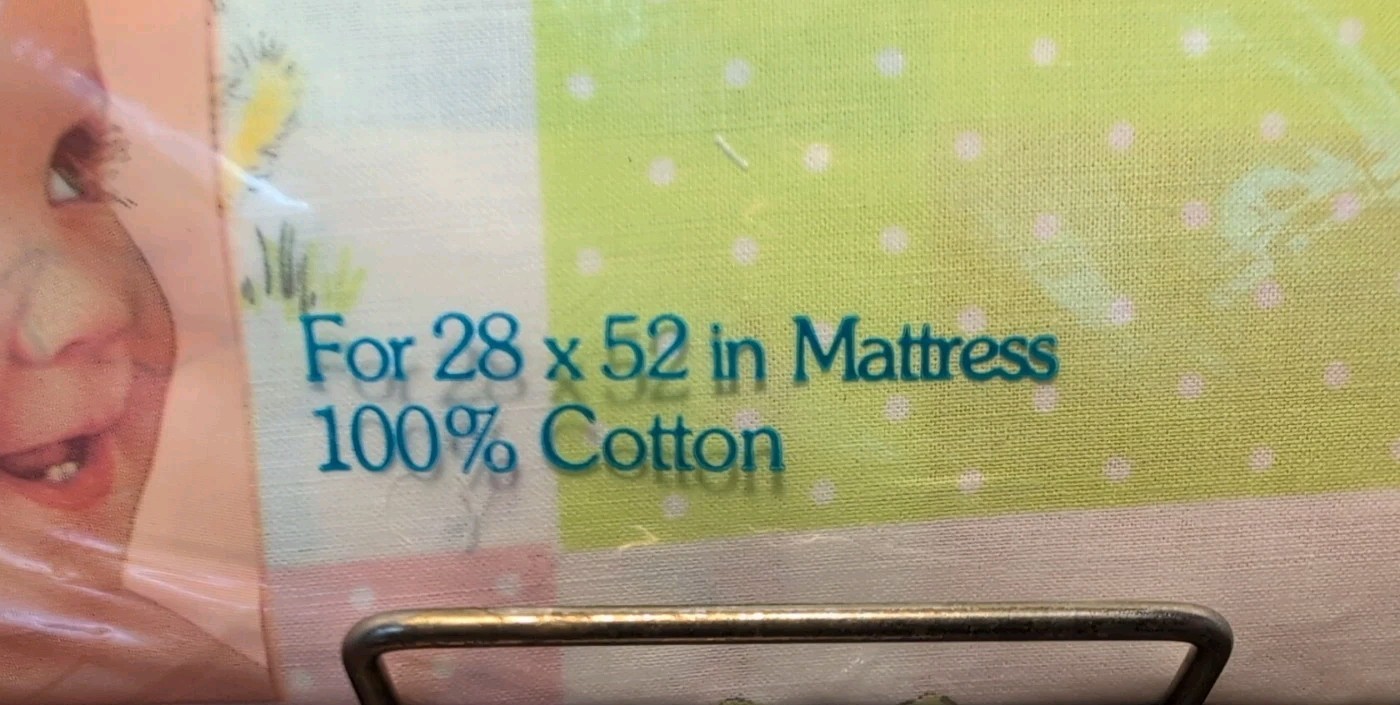 For 28 x 52 in Mattress
100% Cotton